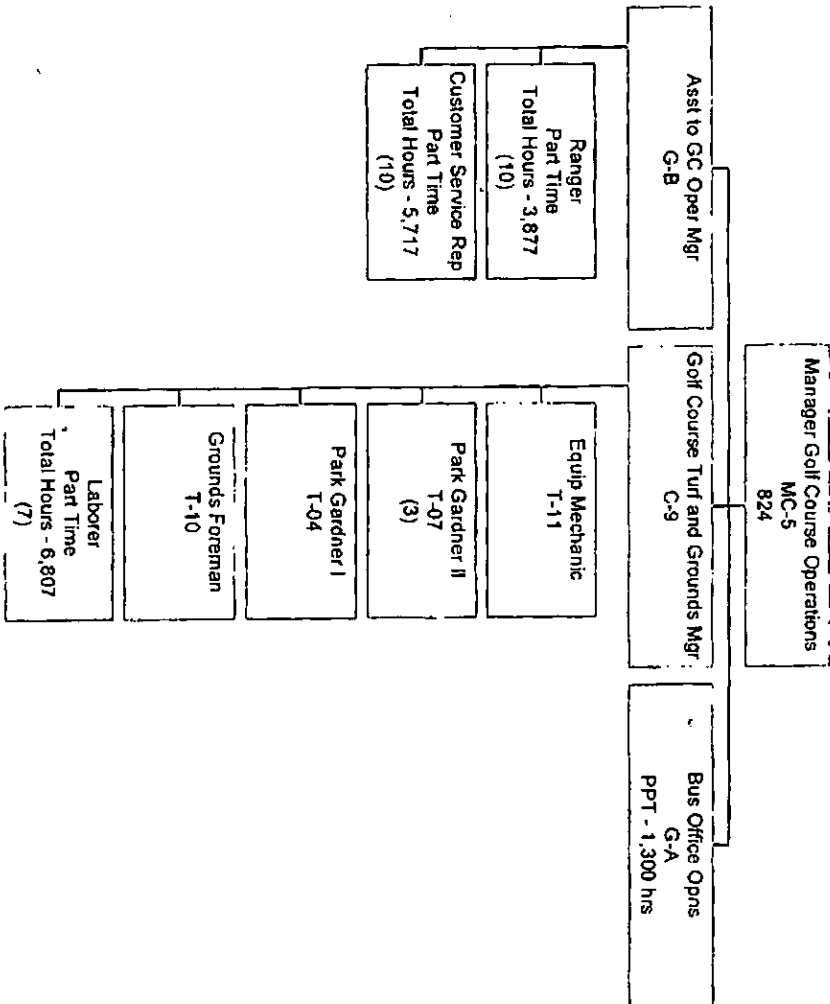 Manager Golf Course Operations
MC-5
824
Asst to GC Oper Mgr
G-B
Golf Course Turf and Grounds Mgr
C-9
Bus Office Opns
G-A
PPT - 1,300 hrs
Ranger
Part Time
Total Hours - 3,877
(10)
Customer Service Rep
Part Time
Total Hours - 5,717
(10)
Equip Mechanic
T-11
Park Gardner II
T-07
(3)
Park Gardner I
T-04
Grounds Foreman
T-10
Laborer
Part Time
Total Hours - 6,807
(7)